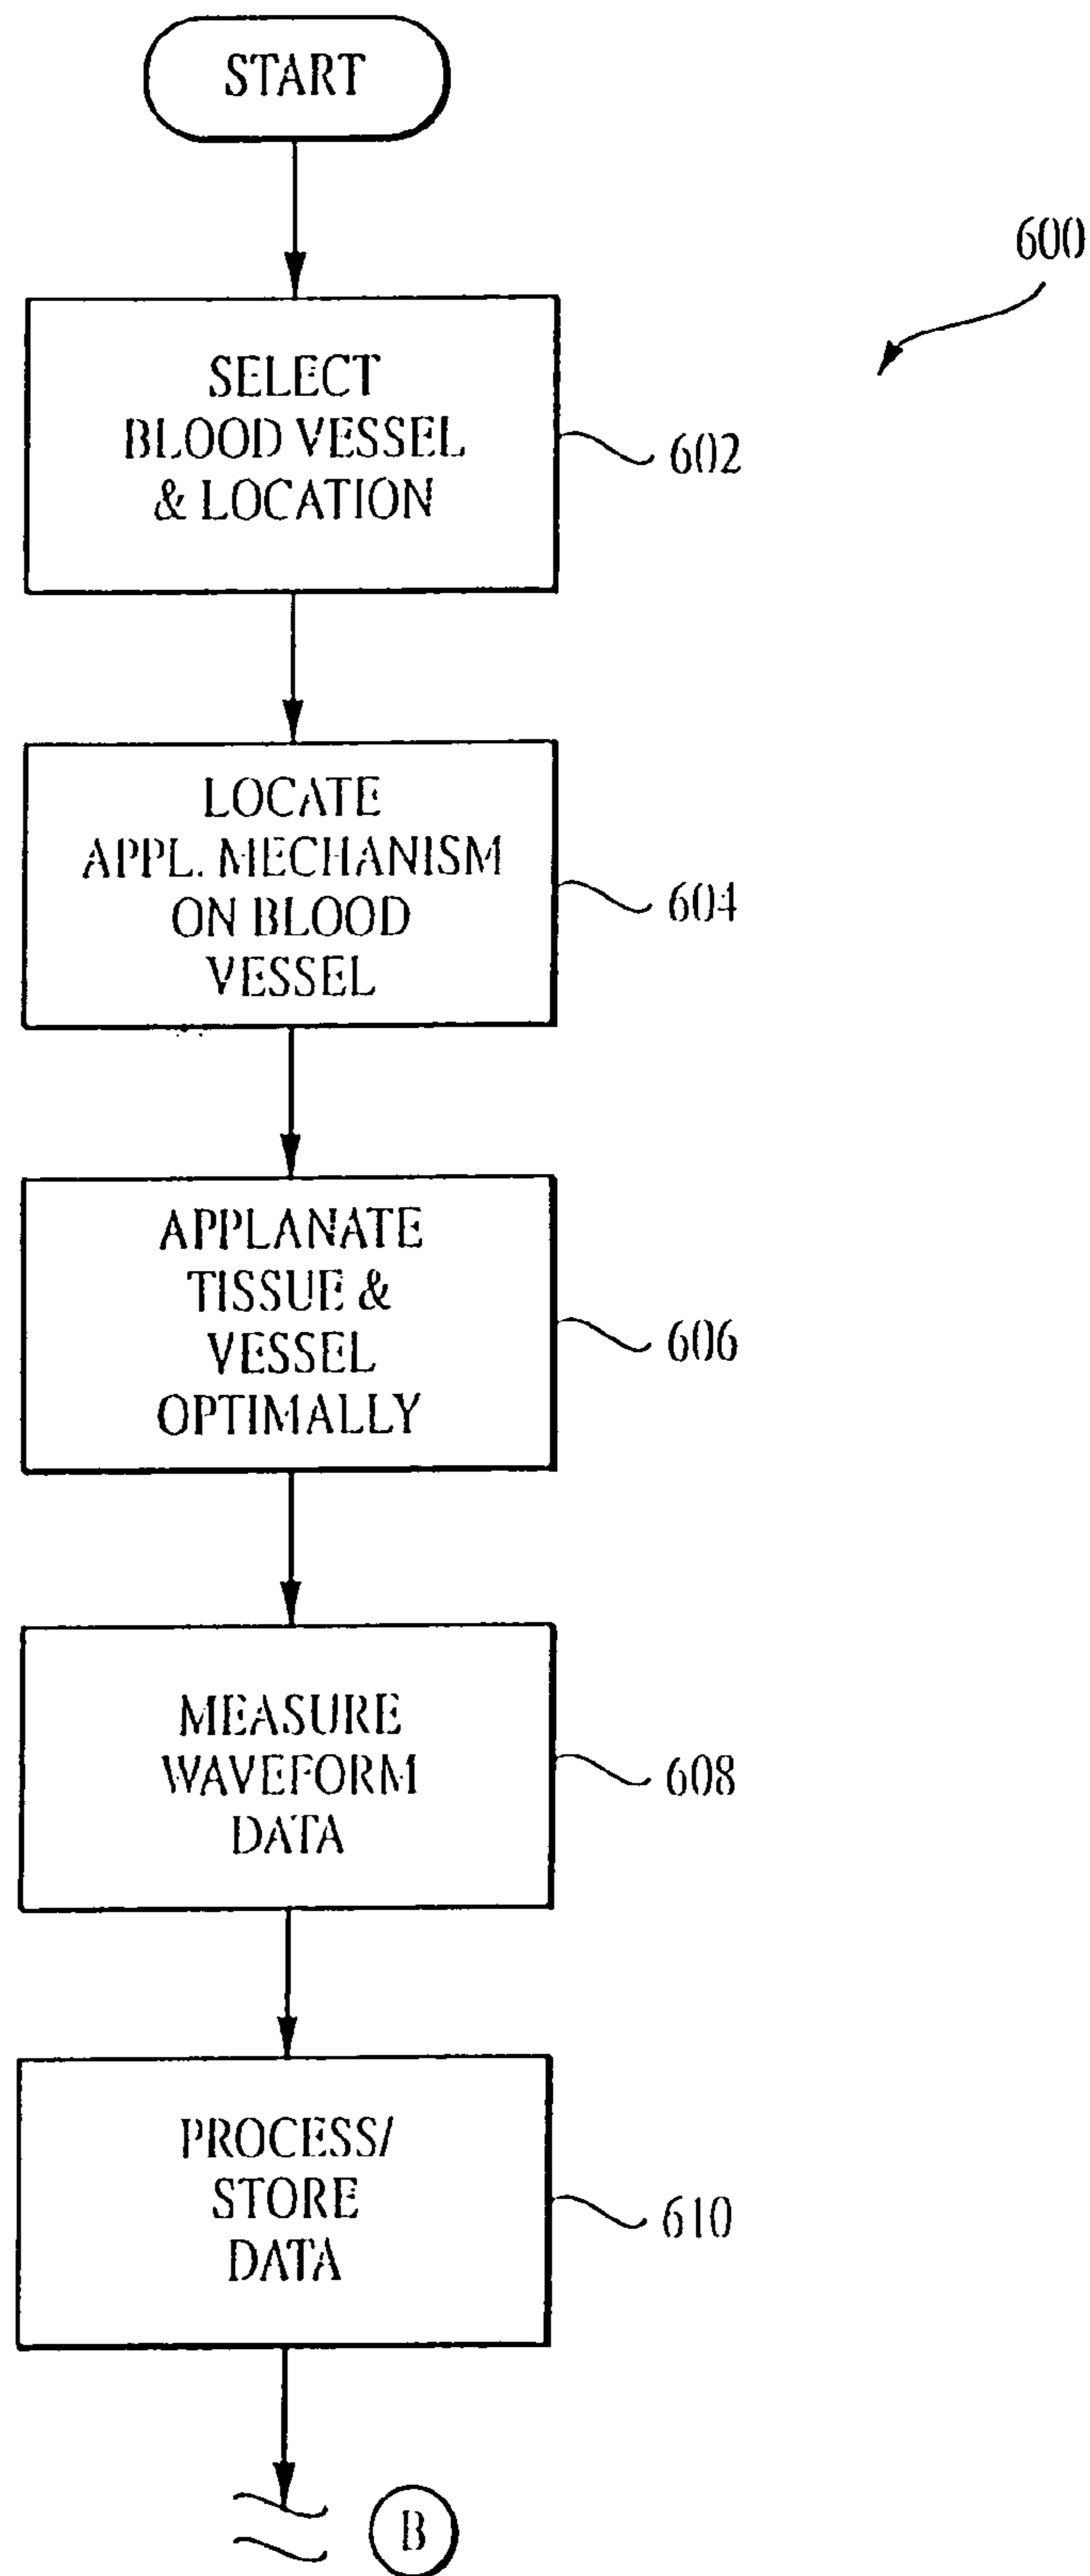 START
600
SELECT
BLOOD VESSEL
& LOCATION
602
LOCATE
APPL. MECHANISM
ON BLOOD
VESSEL
604
APPLANATE
TISSUE &
VESSEL
OPTIMALLY
606
MEASURE
WAVEFORM
DATA
608
PROCESS/
STORE
DATA
610
B